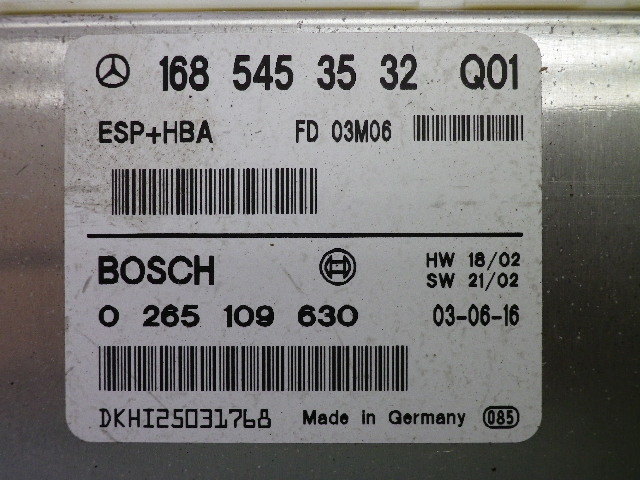 168 545 35 32 Q01
ESP+HBA FD 03M06
BOSCH HW 18/02
SW 21/02
0 265 109 630 03-06-16
DKHI25031768 Made in Germany 085